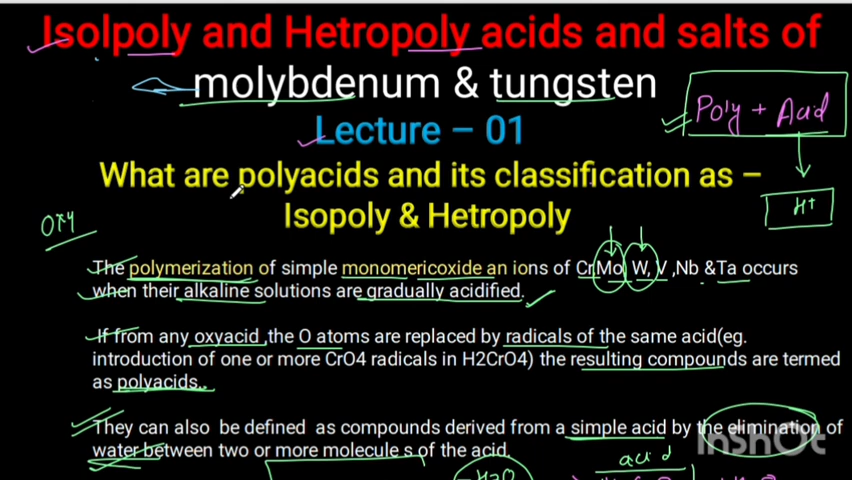 Isolpoly and Hetropoly acids and salts of
molybdenum & tungsten
Poly + Acid
Lecture – 01
What are polyacids and its classification as –
H+
Isopoly & Hetropoly
oxy
The polymerization of simple monomericoxide an ions of Cr Mo W, V ,Nb &Ta occurs
when their alkaline solutions are gradually acidified.
If from any oxyacid ,the O atoms are replaced by radicals of the same acid(eg.
introduction of one or more CrO4 radicals in H2CrO4) the resulting compounds are termed
as polyacids..
They can also be defined as compounds derived from a simple acid by the elimination of
water between two or more molecule s of the acid.
InShOt
acid
- H2O